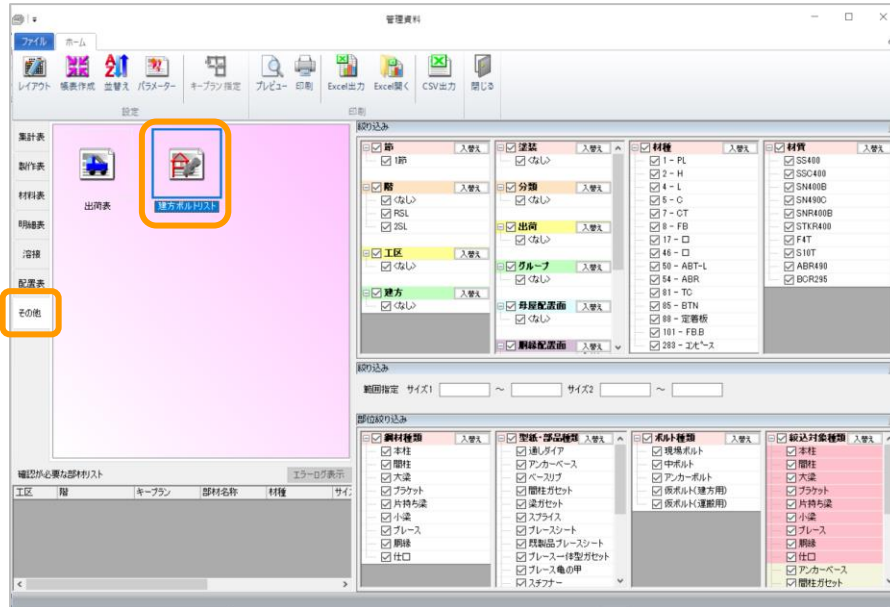 管理資料
ファイル ホーム
レイアウト 帳表作成 並替え パラメーター キープラン指定 プレビュー 印刷 Excel出力 Excel開く CSV出力 閉じる
設定 印刷
集計表
製作表
材料表
明細表
溶接
配置表
その他
出荷表
建方ボルトリスト
絞り込み
節 入替え
1節
階 入替え
<なし>
RSL
2SL
工区 入替え
<なし>
建方 入替え
<なし>
塗装 入替え
<なし>
分類 入替え
<なし>
出荷 入替え
<なし>
グループ 入替え
<なし>
母屋配置面 入替え
<なし>
胴縁配置面 入替え
材種 入替え
1 - PL
2 - H
4 - L
5 - C
7 - CT
8 - FB
17 - ロ
46 - ロ
50 - ABT-L
54 - ABR
81 - TC
85 - BTN
88 - 定着板
101 - FB.B
283 - エンドピース
材質 入替え
SS400
SSC400
SN400B
SN490C
SNR400B
STKR400
F4T
S10T
ABR490
BCR295
絞り込み
範囲指定 サイズ1 ~ サイズ2 ~
部位絞り込み
鋼材種類 入替え
本柱
間柱
大梁
ブラケット
片持ち梁
小梁
ブレース
胴縁
仕口
型紙・部品種類 入替え
通しダイア
アンカーベース
ベースリブ
間柱ガセット
梁ガセット
スプライス
ブレースシート
既製品ブレースシート
ブレース一体型ガセット
ブレース亀の甲
スチフナー
ボルト種類 入替え
現場ボルト
中ボルト
アンカーボルト
仮ボルト(建方用)
仮ボルト(運搬用)
絞込対象種類 入替え
本柱
間柱
大梁
ブラケット
片持ち梁
小梁
ブレース
胴縁
仕口
アンカーベース
間柱ガセット
確認が必要な部材リスト エラーログ表示
工区 階 キープラン 部材名称 材種 サイ